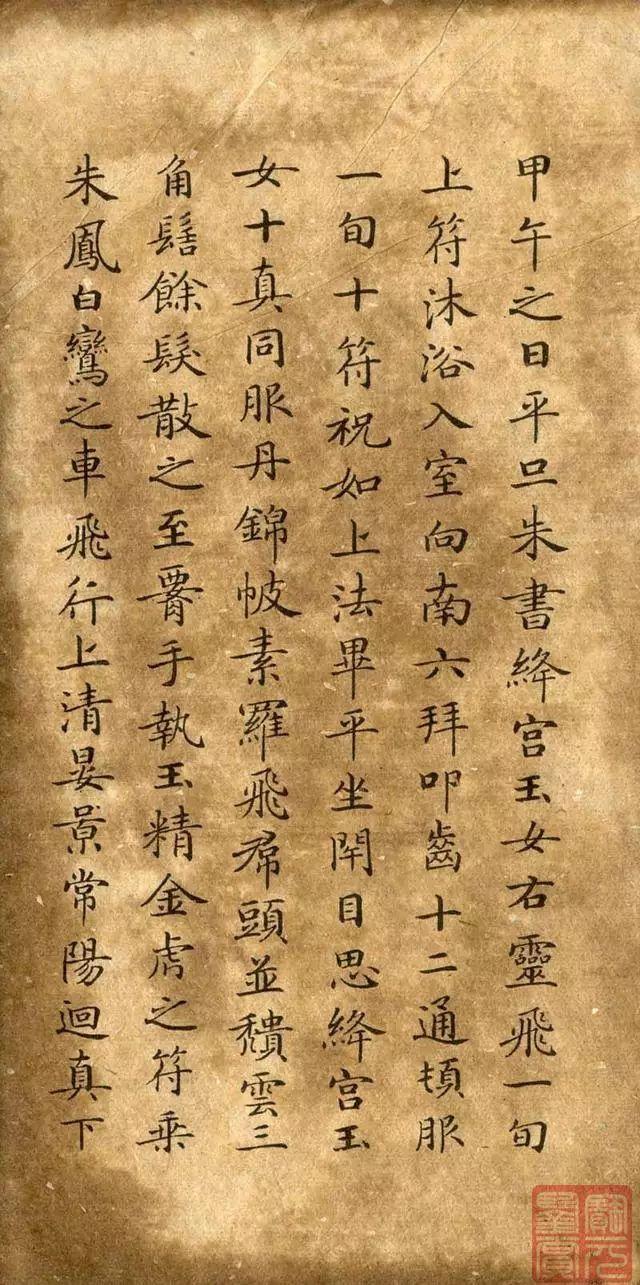 甲午之日平旦朱書絳宮玉女右靈飛一旬
上符沐浴入室向南六拜叩齒十二通頓服
一旬十符祝如上法畢平坐閇目思絳宮玉
女十真同服丹錦帔素羅飛帬頭並頽雲三
角髻餘髮散之至署手執玉精金虎之符乗
朱鳳白鸞之車飛行上清晏景常陽迴真下